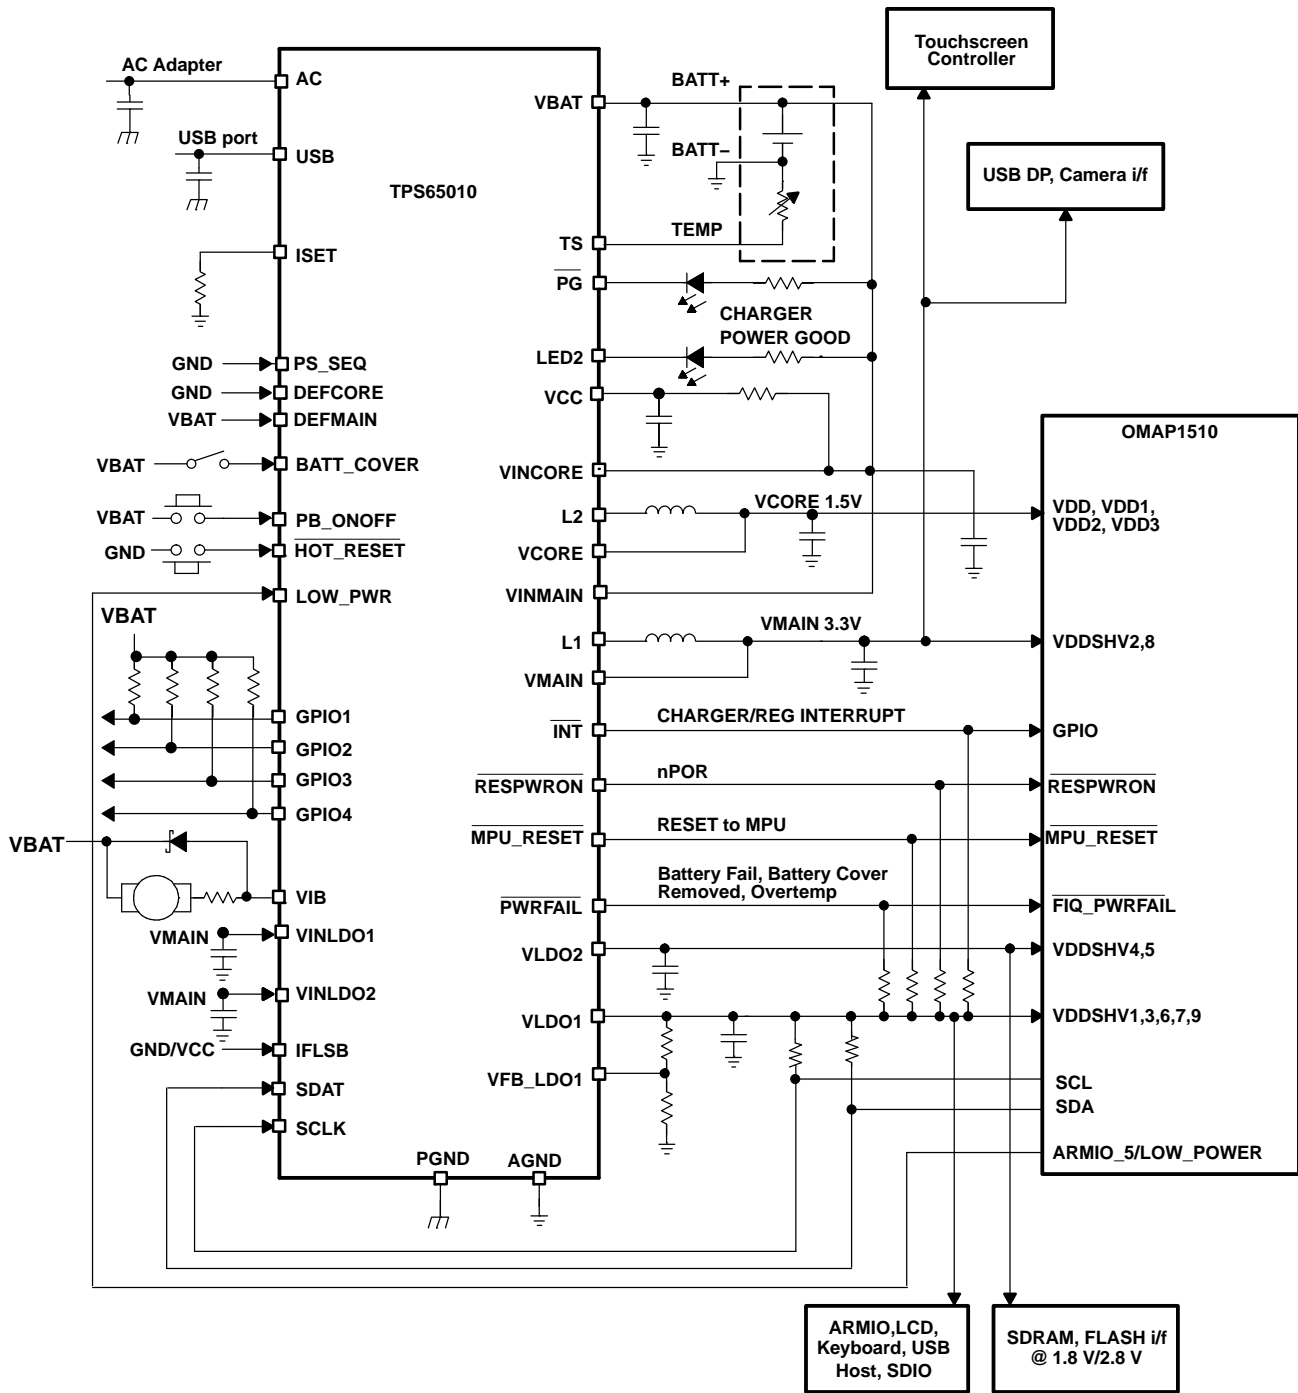 Touchscreen
Controller
AC Adapter
AC
BATT+
VBAT
USB port
USB
BATT−
USB DP, Camera i/f
TPS65010
TEMP
TS
ISET
PG
CHARGER
POWER GOOD
LED2
GND
PS_SEQ
GND
DEFCORE
VCC
VBAT
DEFMAIN
OMAP1510
VBAT
BATT_COVER
VINCORE
VCORE 1.5V
VDD, VDD1,
VDD2, VDD3
VBAT
PB_ONOFF
L2
GND
HOT_RESET
VCORE
LOW_PWR
VINMAIN
VBAT
VMAIN 3.3V
L1
VDDSHV2,8
VMAIN
GPIO1
CHARGER/REG INTERRUPT
INT
GPIO
GPIO2
nPOR
GPIO3
RESPWRON
RESPWRON
GPIO4
RESET to MPU
MPU_RESET
MPU_RESET
VBAT
Battery Fail, Battery Cover
Removed, Overtemp
VIB
PWRFAIL
FIQ_PWRFAIL
VMAIN
VINLDO1
VLDO2
VDDSHV4,5
VMAIN
VINLDO2
VLDO1
VDDSHV1,3,6,7,9
GND/VCC
IFLSB
VFB_LDO1
SCL
SDAT
SDA
SCLK
PGND
AGND
ARMIO_5/LOW_POWER
ARMIO,LCD,
Keyboard, USB
Host, SDIO
SDRAM, FLASH i/f
@ 1.8 V/2.8 V